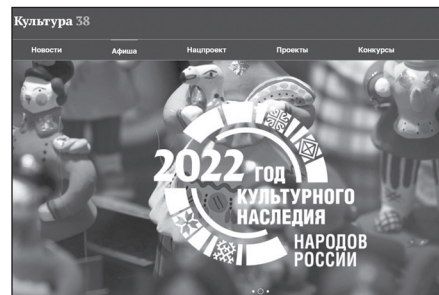 Культура 38
Новости Афиша Нацпроект Проекты Конкурсы
2022 ГОД
КУЛЬТУРНОГО
НАСЛЕДИЯ
НАРОДОВ
РОССИИ